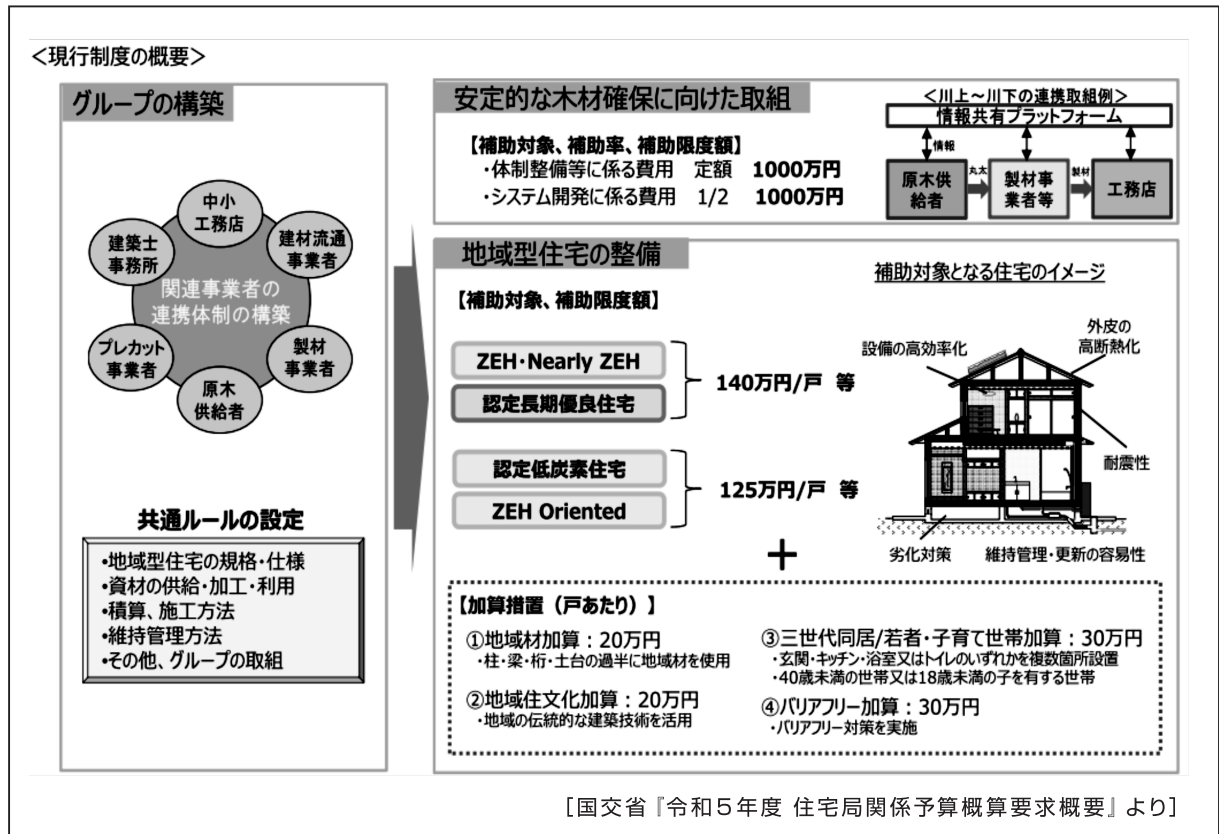 ＜現行制度の概要＞
グループの構築
中小
工務店
建築士
事務所
建材流通
事業者
関連事業者の
連携体制の構築
プレカット
事業者
製材
事業者
原木
供給者
共通ルールの設定
・地域型住宅の規格・仕様
・資材の供給・加工・利用
・積算、施工方法
・維持管理方法
・その他、グループの取組
安定的な木材確保に向けた取組
【補助対象、補助率、補助限度額】
・体制整備等に係る費用　定額　1000万円
・システム開発に係る費用　1/2　1000万円
＜川上～川下の連携取組例＞
情報共有プラットフォーム
情報
原木供
給者
丸太
製材事
業者等
製材
工務店
地域型住宅の整備
【補助対象、補助限度額】
ZEH・Nearly ZEH
認定長期優良住宅
140万円/戸　等
認定低炭素住宅
ZEH Oriented
125万円/戸　等
補助対象となる住宅のイメージ
設備の高効率化
外皮の
高断熱化
耐震性
劣化対策
維持管理・更新の容易性
＋
【加算措置（戸あたり）】
①地域材加算：20万円
・柱・梁・桁・土台の過半に地域材を使用
②地域住文化加算：20万円
・地域の伝統的な建築技術を活用
③三世代同居/若者・子育て世帯加算：30万円
・玄関・キッチン・浴室又はトイレのいずれかを複数箇所設置
・40歳未満の世帯又は18歳未満の子を有する世帯
④バリアフリー加算：30万円
・バリアフリー対策を実施
［国交省『令和５年度 住宅局関係予算概算要求概要』より］